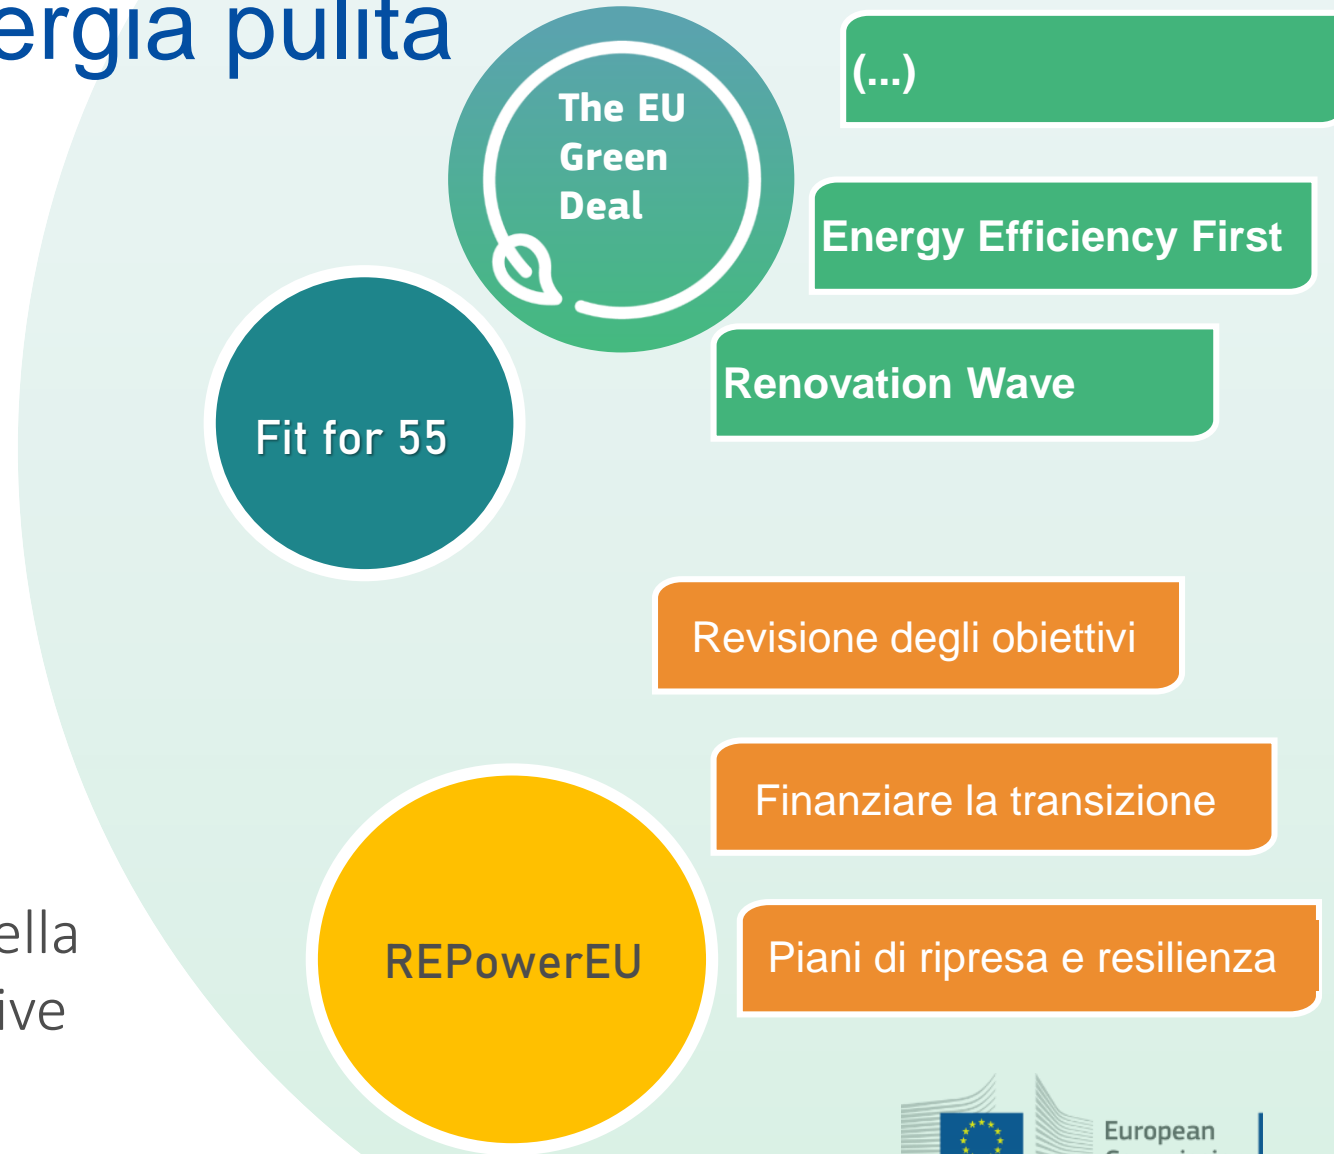 ergia pulita
(...)
The EU
Green
Deal
Energy Efficiency First
Renovation Wave
Fit for 55
Revisione degli obiettivi
Finanziare la transizione
REPowerEU
Piani di ripresa e resilienza
ella
ive
European